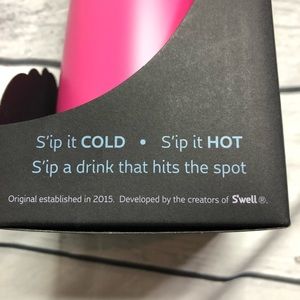 S'ip it COLD • S'ip it HOT
S'ip a drink that hits the spot
Original established in 2015. Developed by the creators of S'well ®.